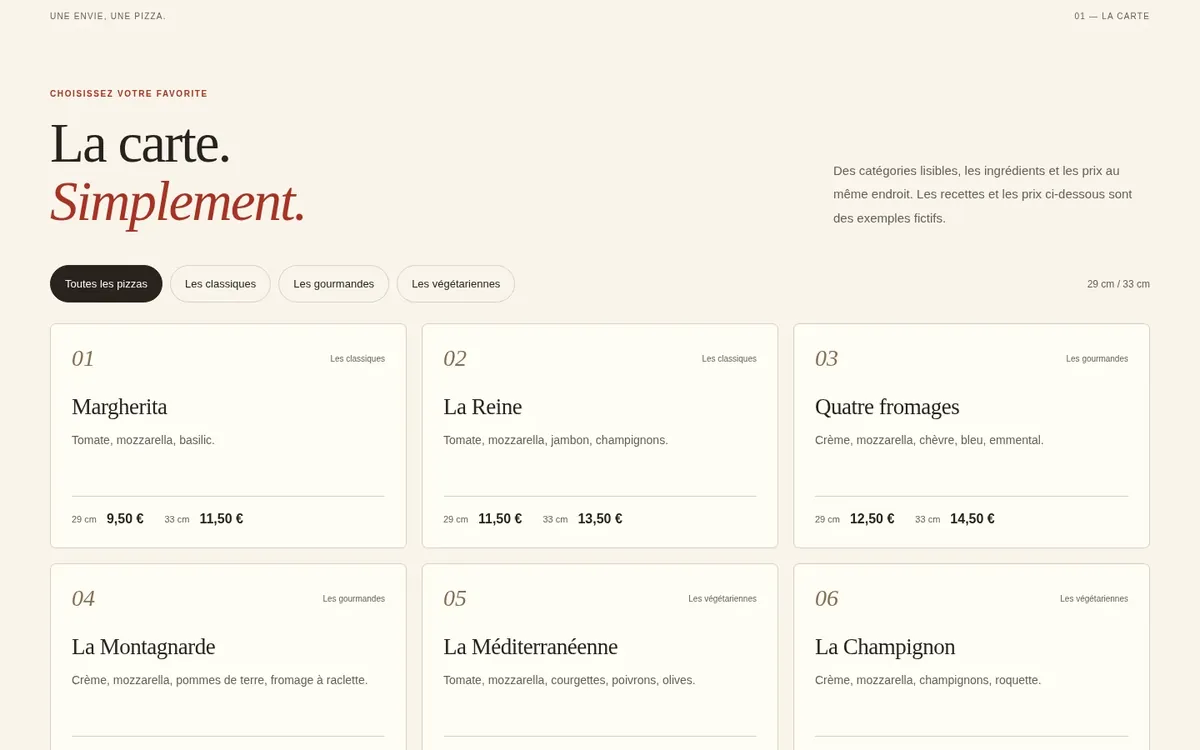 UNE ENVIE, UNE PIZZA.
01 — LA CARTE
CHOISISSEZ VOTRE FAVORITE
La carte.
Simplement.
Des catégories lisibles, les ingrédients et les prix au
même endroit. Les recettes et les prix ci-dessous sont
des exemples fictifs.
Toutes les pizzas
Les classiques
Les gourmandes
Les végétariennes
29 cm / 33 cm
01
Les classiques
Margherita
Tomate, mozzarella, basilic.
29 cm 9,50 € 33 cm 11,50 €
02
Les classiques
La Reine
Tomate, mozzarella, jambon, champignons.
29 cm 11,50 € 33 cm 13,50 €
03
Les gourmandes
Quatre fromages
Crème, mozzarella, chèvre, bleu, emmental.
29 cm 12,50 € 33 cm 14,50 €
04
Les gourmandes
La Montagnarde
Crème, mozzarella, pommes de terre, fromage à raclette.
05
Les végétariennes
La Méditerranéenne
Tomate, mozzarella, courgettes, poivrons, olives.
06
Les végétariennes
La Champignon
Crème, mozzarella, champignons, roquette.